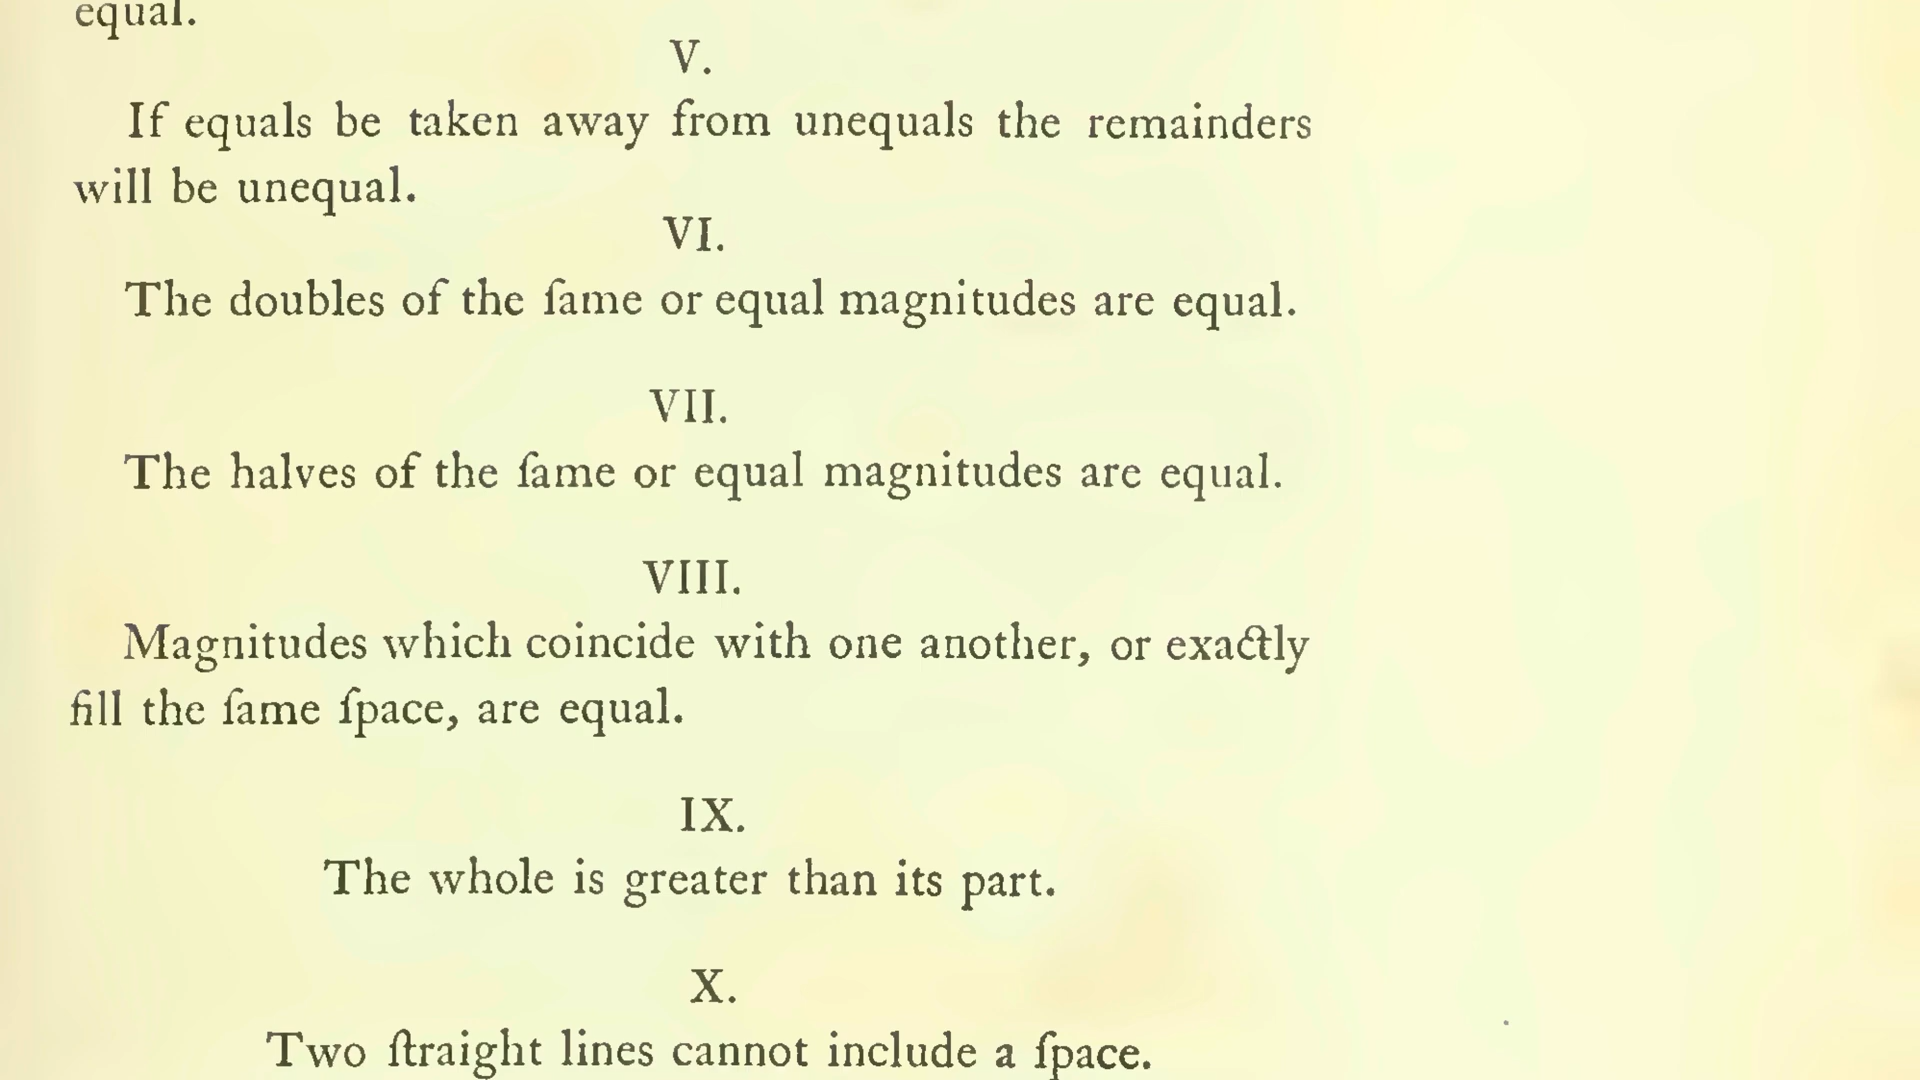 equal.
V.
If equals be taken away from unequals the remainders
will be unequal.
VI.
The doubles of the ſame or equal magnitudes are equal.
VII.
The halves of the ſame or equal magnitudes are equal.
VIII.
Magnitudes which coincide with one another, or exactly
fill the ſame ſpace, are equal.
IX.
The whole is greater than its part.
X.
Two ſtraight lines cannot include a ſpace.